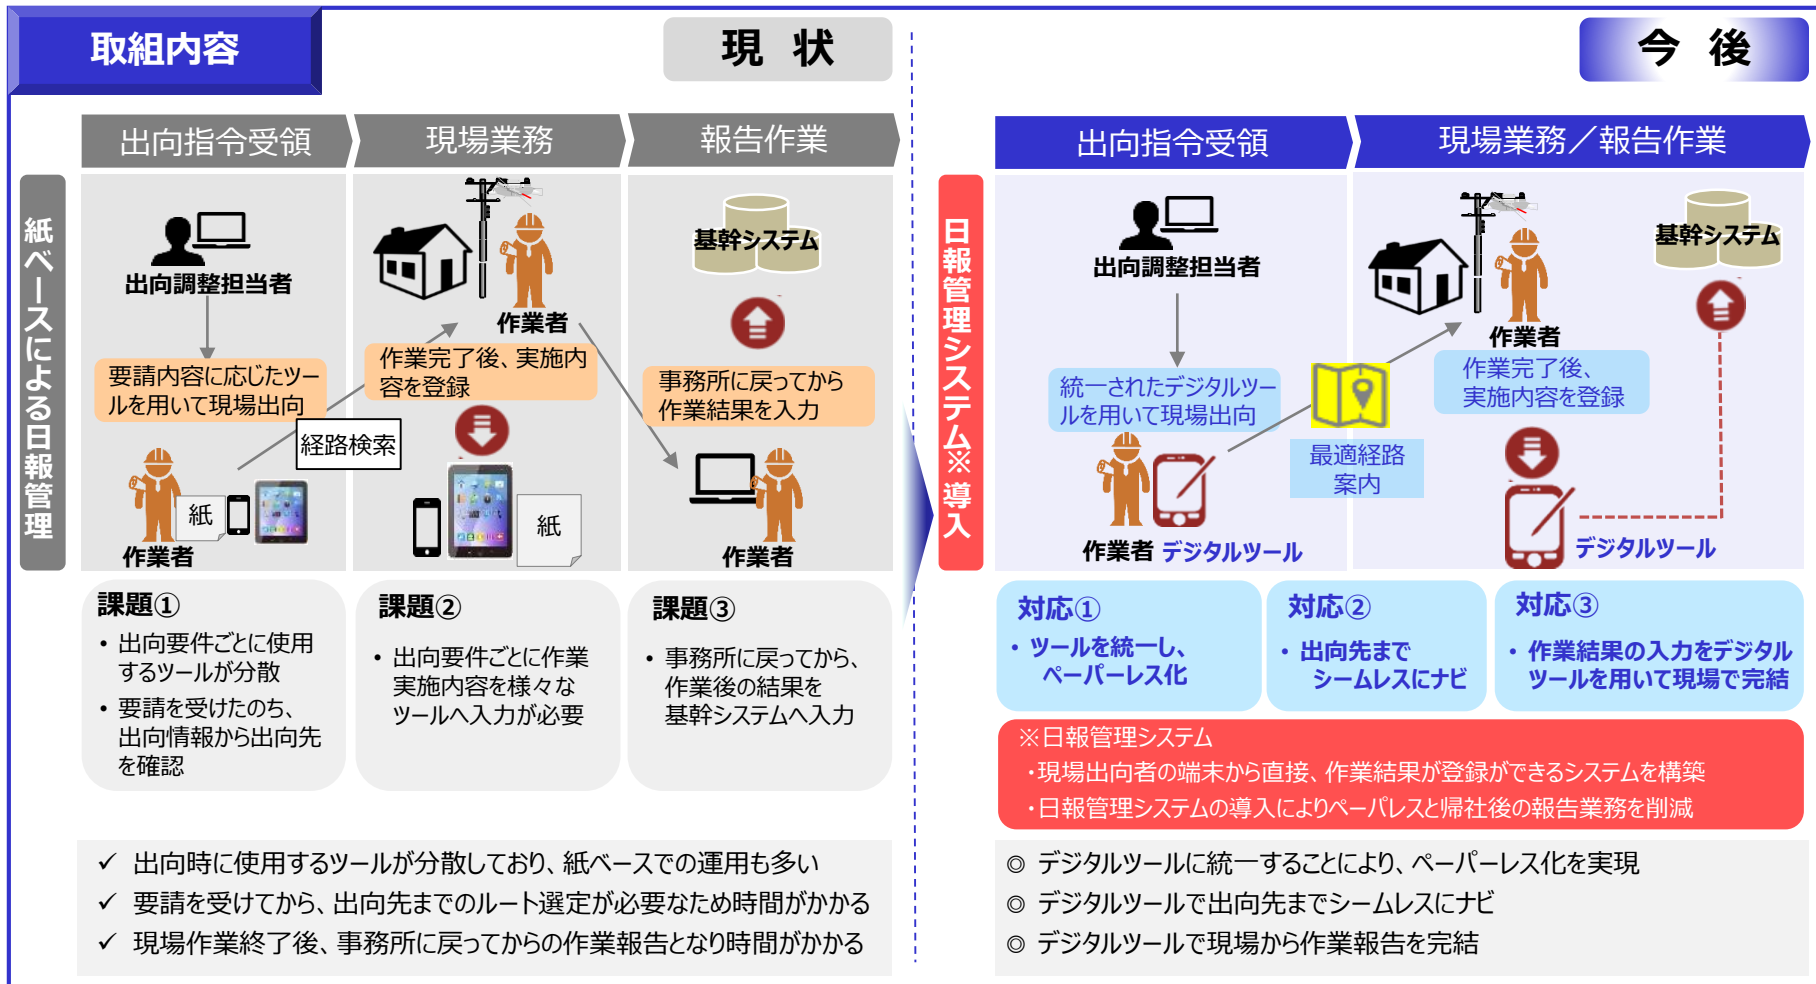 取組内容
現 状
出向指令受領
現場業務
報告作業
紙ベースによる日報管理
出向調整担当者
要請内容に応じたツー
ルを用いて現場出向
経路検索
紙
作業者
作業者
作業完了後、実施内
容を登録
紙
基幹システム
事務所に戻ってから
作業結果を入力
作業者
課題①
・ 出向要件ごとに使用
するツールが分散
・ 要請を受けたのち、
出向情報から出向先
を確認
課題②
・ 出向要件ごとに作業
実施内容を様々な
ツールへ入力が必要
課題③
・ 事務所に戻ってから、
作業後の結果を
基幹システムへ入力
✓ 出向時に使用するツールが分散しており、紙ベースでの運用も多い
✓ 要請を受けてから、出向先までのルート選定が必要なため時間がかかる
✓ 現場作業終了後、事務所に戻ってからの作業報告となり時間がかかる
今 後
出向指令受領
現場業務／報告作業
日報管理システム※導入
出向調整担当者
統一されたデジタルツー
ルを用いて現場出向
作業者 デジタルツール
最適経路
案内
作業者
作業完了後、
実施内容を登録
デジタルツール
基幹システム
対応①
・ ツールを統一し、
ペーパーレス化
対応②
・ 出向先まで
シームレスにナビ
対応③
・ 作業結果の入力をデジタル
ツールを用いて現場で完結
※日報管理システム
・現場出向者の端末から直接、作業結果が登録ができるシステムを構築
・日報管理システムの導入によりペーパレスと帰社後の報告業務を削減
◎ デジタルツールに統一することにより、ペーパーレス化を実現
◎ デジタルツールで出向先までシームレスにナビ
◎ デジタルツールで現場から作業報告を完結